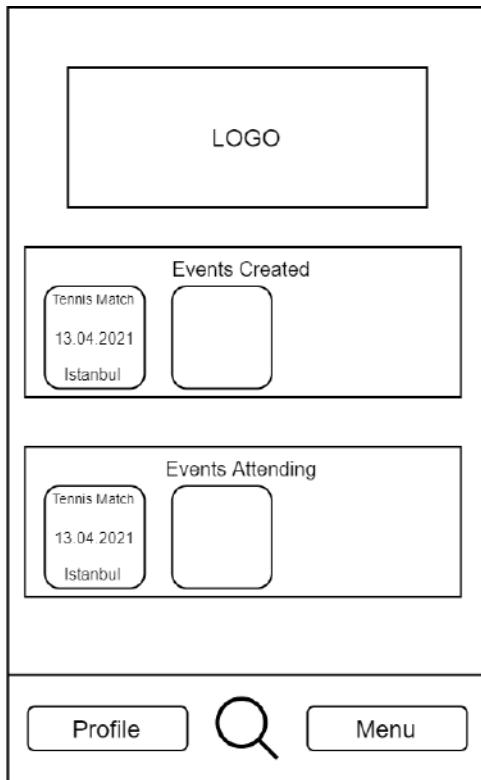 LOGO
Events Created
Tennis Match
13.04.2021
Istanbul
Events Attending
Tennis Match
13.04.2021
Istanbul
Profile
Menu